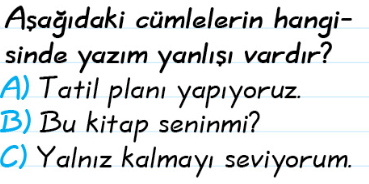 Aşağıdaki cümlelerin hangi-
sinde yazım yanlışı vardır?
A) Tatil planı yapıyoruz.
B) Bu kitap seninmi?
C) Yalnız kalmayı seviyorum.